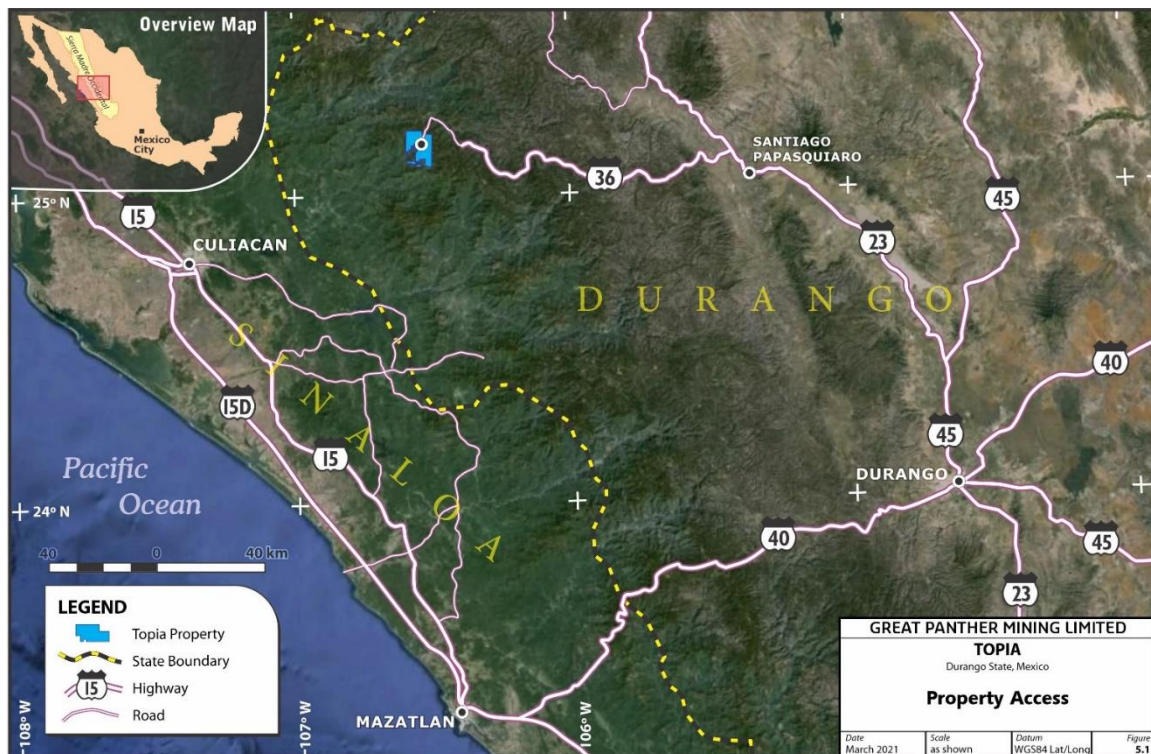 Overview Map
Sierra Madre Occidental
Mexico
City
25° N
15
CULIACAN
36
SANTIAGO
PAPASQUIARO
45
23
DURANGO
SINALOA
15D
15
40
45
Pacific
Ocean
24° N
DURANGO
40
45
23
40 0 40 km
LEGEND
Topia Property
State Boundary
15 Highway
Road
MAZATLAN
-108° W
-107° W
-106° W
GREAT PANTHER MINING LIMITED
TOPIA
Durango State, Mexico
Property Access
Date Scale Datum Figure
March 2021 as shown WGS84 Lat/Long 5.1